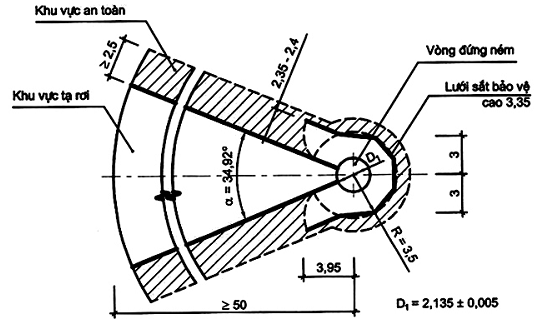 Khu vực an toàn
≥ 2,5
2,35 - 2,4
Vòng đứng ném
Khu vực tạ rơi
Lưới sắt bảo vệ
cao 3,35
D₁
3
α = 34,92º
3
R = 3,5
3,95
≥ 50
D₁ = 2,135 ± 0,005